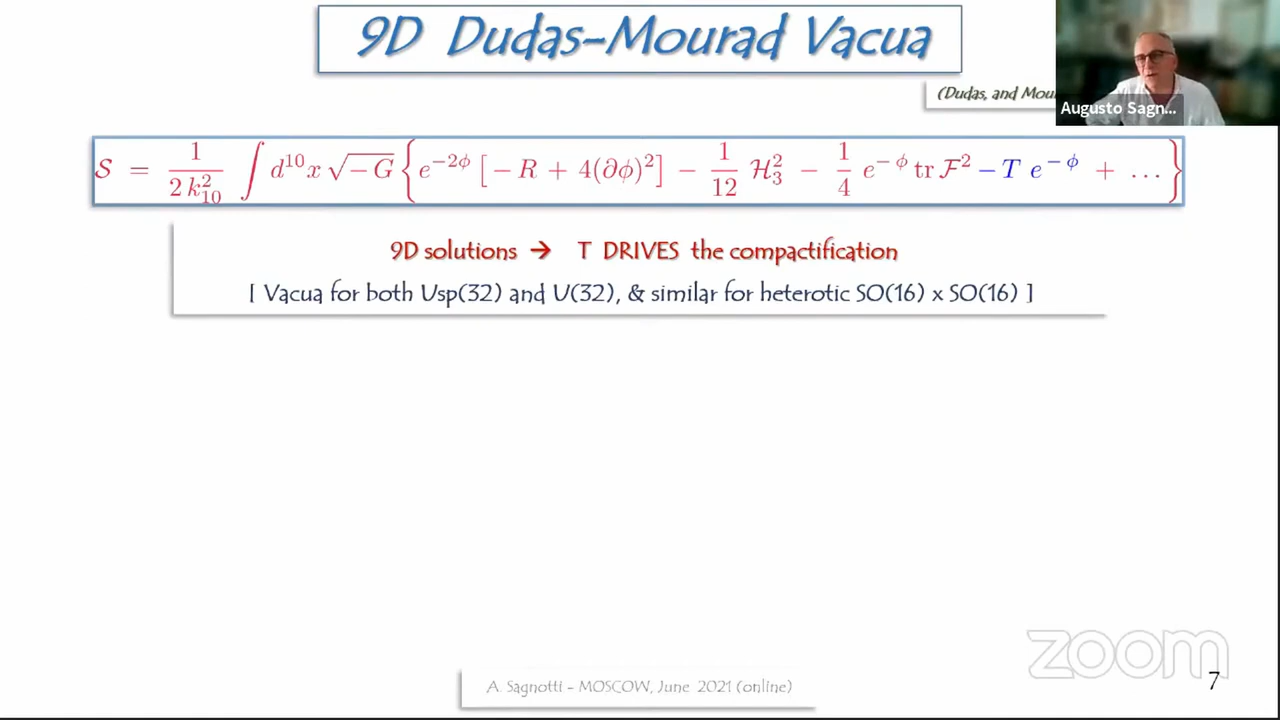 9D Dudas-Mourad Vacua
(Dudas, and Mou
Augusto Sagn...
S = 1/(2 k²₁₀) ∫ d¹⁰x √−G { e^{−2φ} [ − R + 4(∂φ)² ] − 1/12 H₃² − 1/4 e^{−φ} tr F² − T e^{−φ} + ... }
9D solutions → T DRIVES the compactification
[ Vacua for both Usp(32) and U(32), & similar for heterotic SO(16) x SO(16) ]
zoom
A. Sagnotti – MOSCOW, June 2021 (online)
7